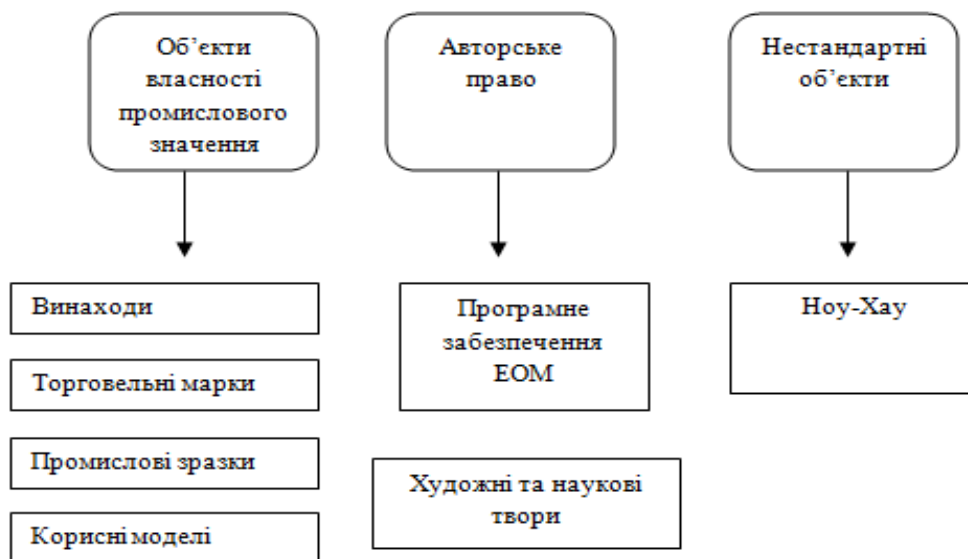 Об’єкти
власності
промислового
значення
Авторське
право
Нестандартні
об’єкти
Винаходи
Торговельні марки
Промислові зразки
Корисні моделі
Програмне
забезпечення
ЕОМ
Художні та наукові
твори
Ноу-Хау